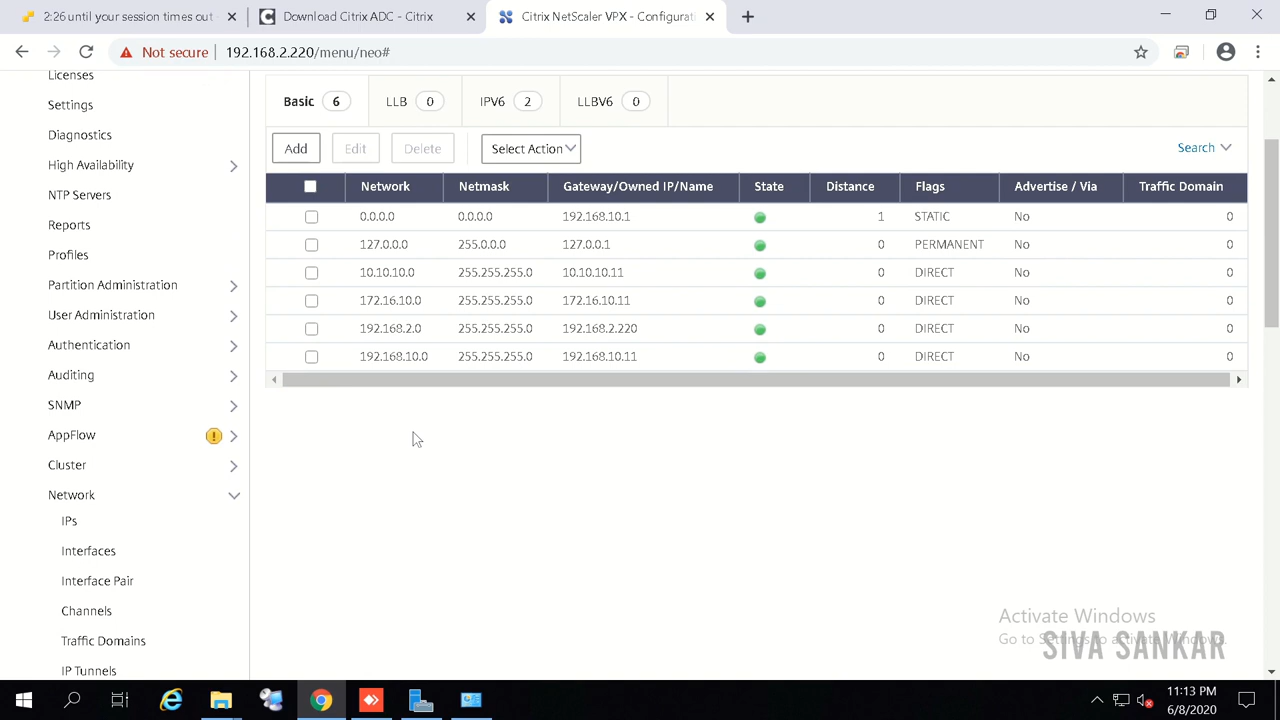 2:26 until your session times out
Download Citrix ADC - Citrix
Citrix NetScaler VPX - Configurati
Not secure
192.168.2.220/menu/neo#
Licenses
Settings
Diagnostics
High Availability
NTP Servers
Reports
Profiles
Partition Administration
User Administration
Authentication
Auditing
SNMP
AppFlow
Cluster
Network
IPs
Interfaces
Interface Pair
Channels
Traffic Domains
IP Tunnels
Basic 6 LLB 0 IPV6 2 LLBV6 0
Add Edit Delete Select Action Search
Network Netmask Gateway/Owned IP/Name State Distance Flags Advertise / Via Traffic Domain
0.0.0.0 0.0.0.0 192.168.10.1 1 STATIC No 0
127.0.0.0 255.0.0.0 127.0.0.1 0 PERMANENT No 0
10.10.10.0 255.255.255.0 10.10.10.11 0 DIRECT No 0
172.16.10.0 255.255.255.0 172.16.10.11 0 DIRECT No 0
192.168.2.0 255.255.255.0 192.168.2.220 0 DIRECT No 0
192.168.10.0 255.255.255.0 192.168.10.11 0 DIRECT No 0
Activate Windows
Go to Settings to activate Windows.
SIVA SANKAR
11:13 PM
6/8/2020